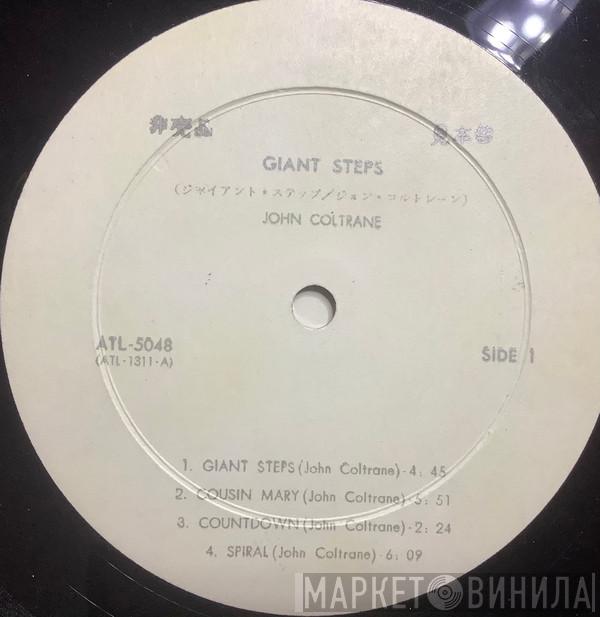 非売品 見本盤
GIANT STEPS
(ジャイアント・ステップ/ジョン・コルトレーン)
JOHN COLTRANE
ATL-5048 SIDE 1
(ATL-1311-A)
1. GIANT STEPS (John Coltrane) - 4:45
2. COUSIN MARY (John Coltrane) - 5:51
3. COUNTDOWN (John Coltrane) - 2:24
4. SPIRAL (John Coltrane) - 6:09
МАРКЕТ ВИНИЛА